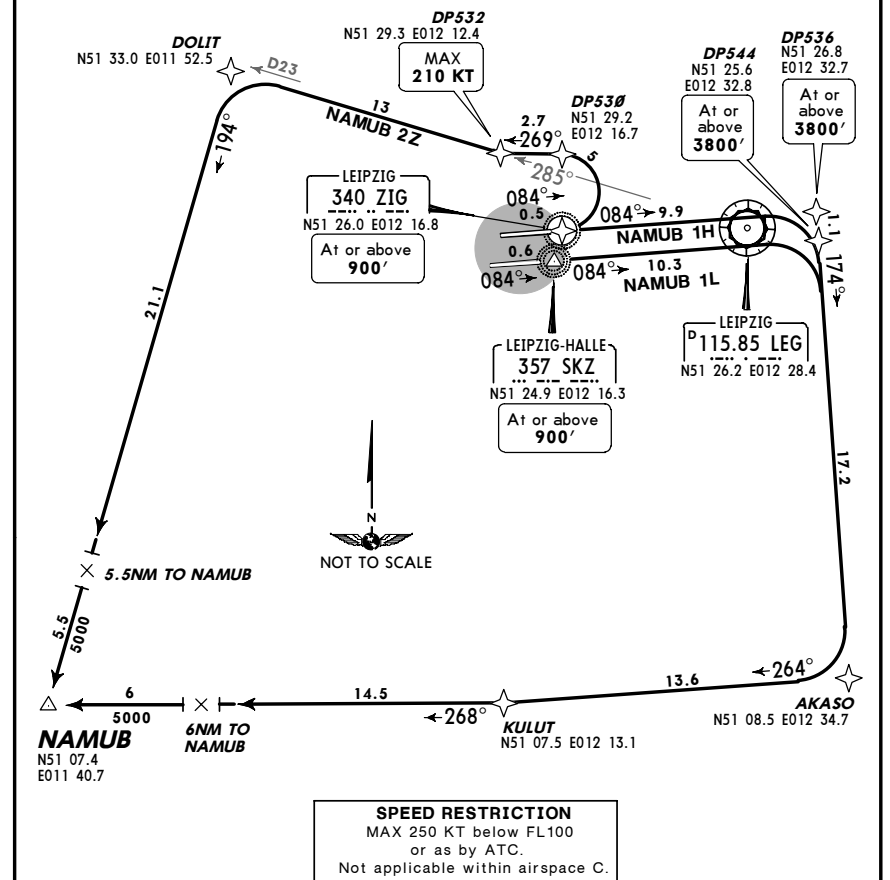 DP532
N51 29.3 E012 12.4
MAX
210 KT
DOLIT
N51 33.0 E011 52.5
D23
DP536
N51 26.8
E012 32.7
At or
above
3800'
DP544
N51 25.6
E012 32.8
At or
above
3800'
DP53Ø
N51 29.2
E012 16.7
13
NAMUB 2Z
2.7
269°
5
285°
194°
LEIPZIG
340 ZIG
N51 26.0 E012 16.8
At or above
900'
084°
0.5
084° 9.9
NAMUB 1H
1.1
0.6
084°
084° 10.3
NAMUB 1L
174°
LEIPZIG-HALLE
357 SKZ
N51 24.9 E012 16.3
At or above
900'
LEIPZIG
D 115.85 LEG
N51 26.2 E012 28.4
21.1
17.2
N
NOT TO SCALE
5.5NM TO NAMUB
5.5
5000
6
5000
6NM TO
NAMUB
14.5
268°
13.6
264°
KULUT
N51 07.5 E012 13.1
AKASO
N51 08.5 E012 34.7
NAMUB
N51 07.4
E011 40.7
SPEED RESTRICTION
MAX 250 KT below FL100
or as by ATC.
Not applicable within airspace C.